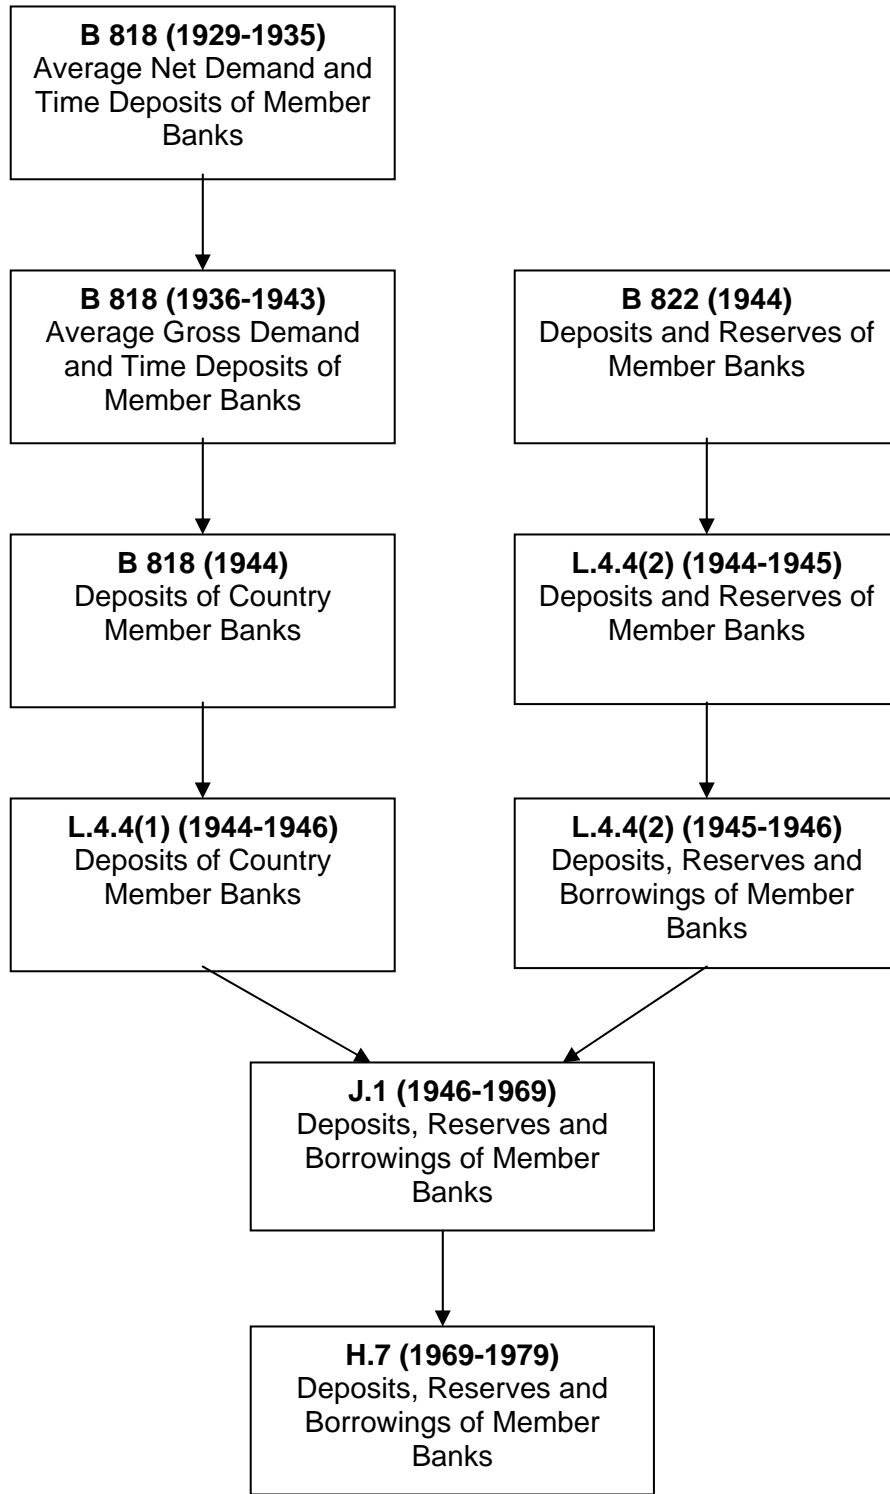 B 818 (1929-1935)
Average Net Demand and
Time Deposits of Member
Banks
B 818 (1936-1943)
Average Gross Demand
and Time Deposits of
Member Banks
B 822 (1944)
Deposits and Reserves of
Member Banks
B 818 (1944)
Deposits of Country
Member Banks
L.4.4(2) (1944-1945)
Deposits and Reserves of
Member Banks
L.4.4(1) (1944-1946)
Deposits of Country
Member Banks
L.4.4(2) (1945-1946)
Deposits, Reserves and
Borrowings of Member
Banks
J.1 (1946-1969)
Deposits, Reserves and
Borrowings of Member
Banks
H.7 (1969-1979)
Deposits, Reserves and
Borrowings of Member
Banks